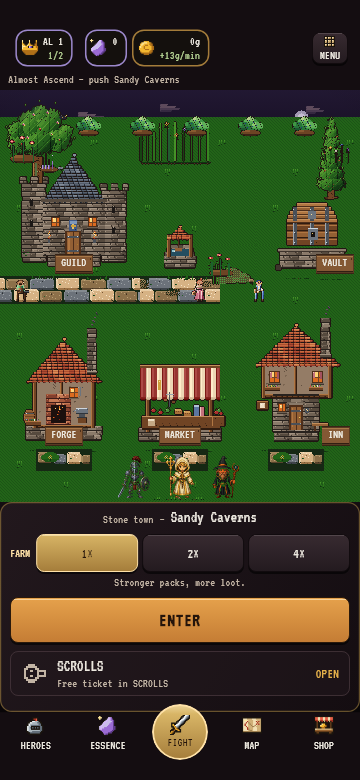 AL 1
1/2
0
0g
+13g/min
MENU
Almost Ascend - push Sandy Caverns
GUILD
VAULT
FORGE
MARKET
INN
Stone town - Sandy Caverns
FARM
1X
2X
4X
Stronger packs, more loot.
ENTER
SCROLLS
Free ticket in SCROLLS
OPEN
HEROES
ESSENCE
FIGHT
MAP
SHOP